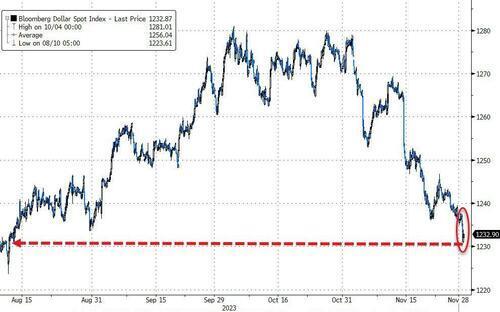 Bloomberg Dollar Spot Index - Last Price 1232.87
High on 10/04 00:00 1281.01
Average 1256.04
Low on 08/10 05:00 1223.61
1280
1270
1260
1250
1240
1232.90
1230
1220
Aug 15 Aug 31 Sep 15 Sep 29 Oct 16 Oct 31 Nov 15 Nov 28
2023